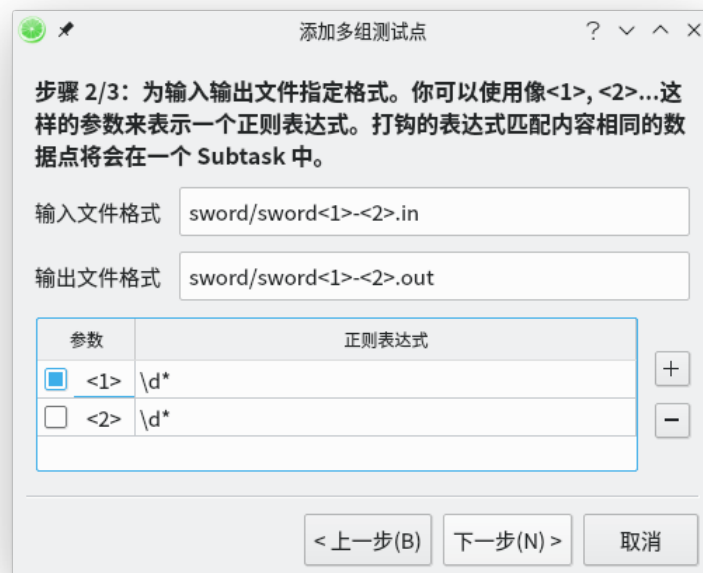 添加多组测试点
步骤 2/3：为输入输出文件指定格式。你可以使用像<1>, <2>...这
样的参数来表示一个正则表达式。打钩的表达式匹配内容相同的数
据点将会在一个 Subtask 中。
输入文件格式 sword/sword<1>-<2>.in
输出文件格式 sword/sword<1>-<2>.out
参数 正则表达式
<1> \d*
<2> \d*
< 上一步(B) 下一步(N) > 取消